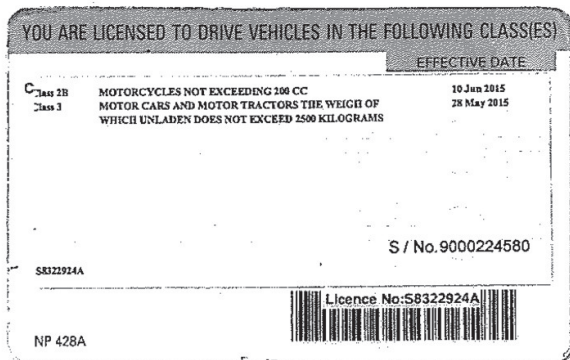 YOU ARE LICENSED TO DRIVE VEHICLES IN THE FOLLOWING CLASS(ES)
EFFECTIVE DATE
Class 2B MOTORCYCLES NOT EXCEEDING 200 CC 10 Jun 2015
Class 3 MOTOR CARS AND MOTOR TRACTORS THE WEIGH OF 28 May 2015
WHICH UNLADEN DOES NOT EXCEED 2500 KILOGRAMS
S / No.9000224580
S8322924A
Licence No:S8322924A
NP 428A